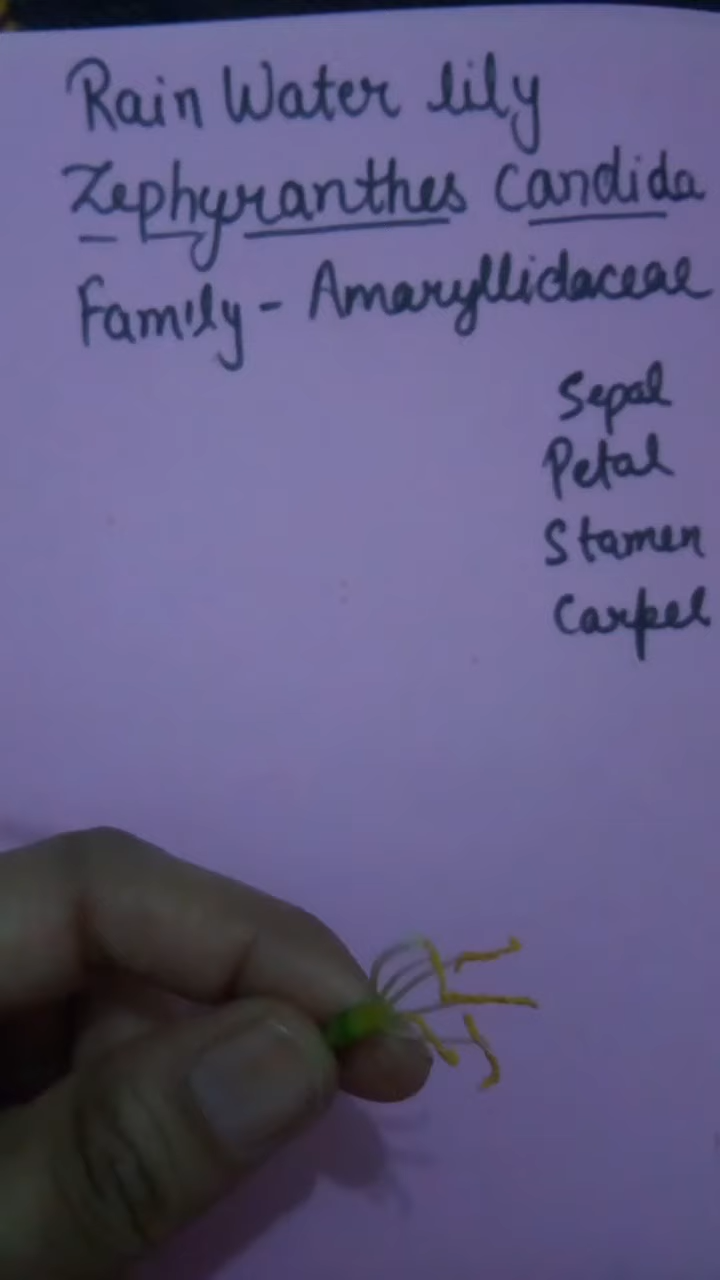 Rain Water lily
Zephyranthes candida
Family - Amaryllidaceae
Sepal
Petal
Stamen
Carpel